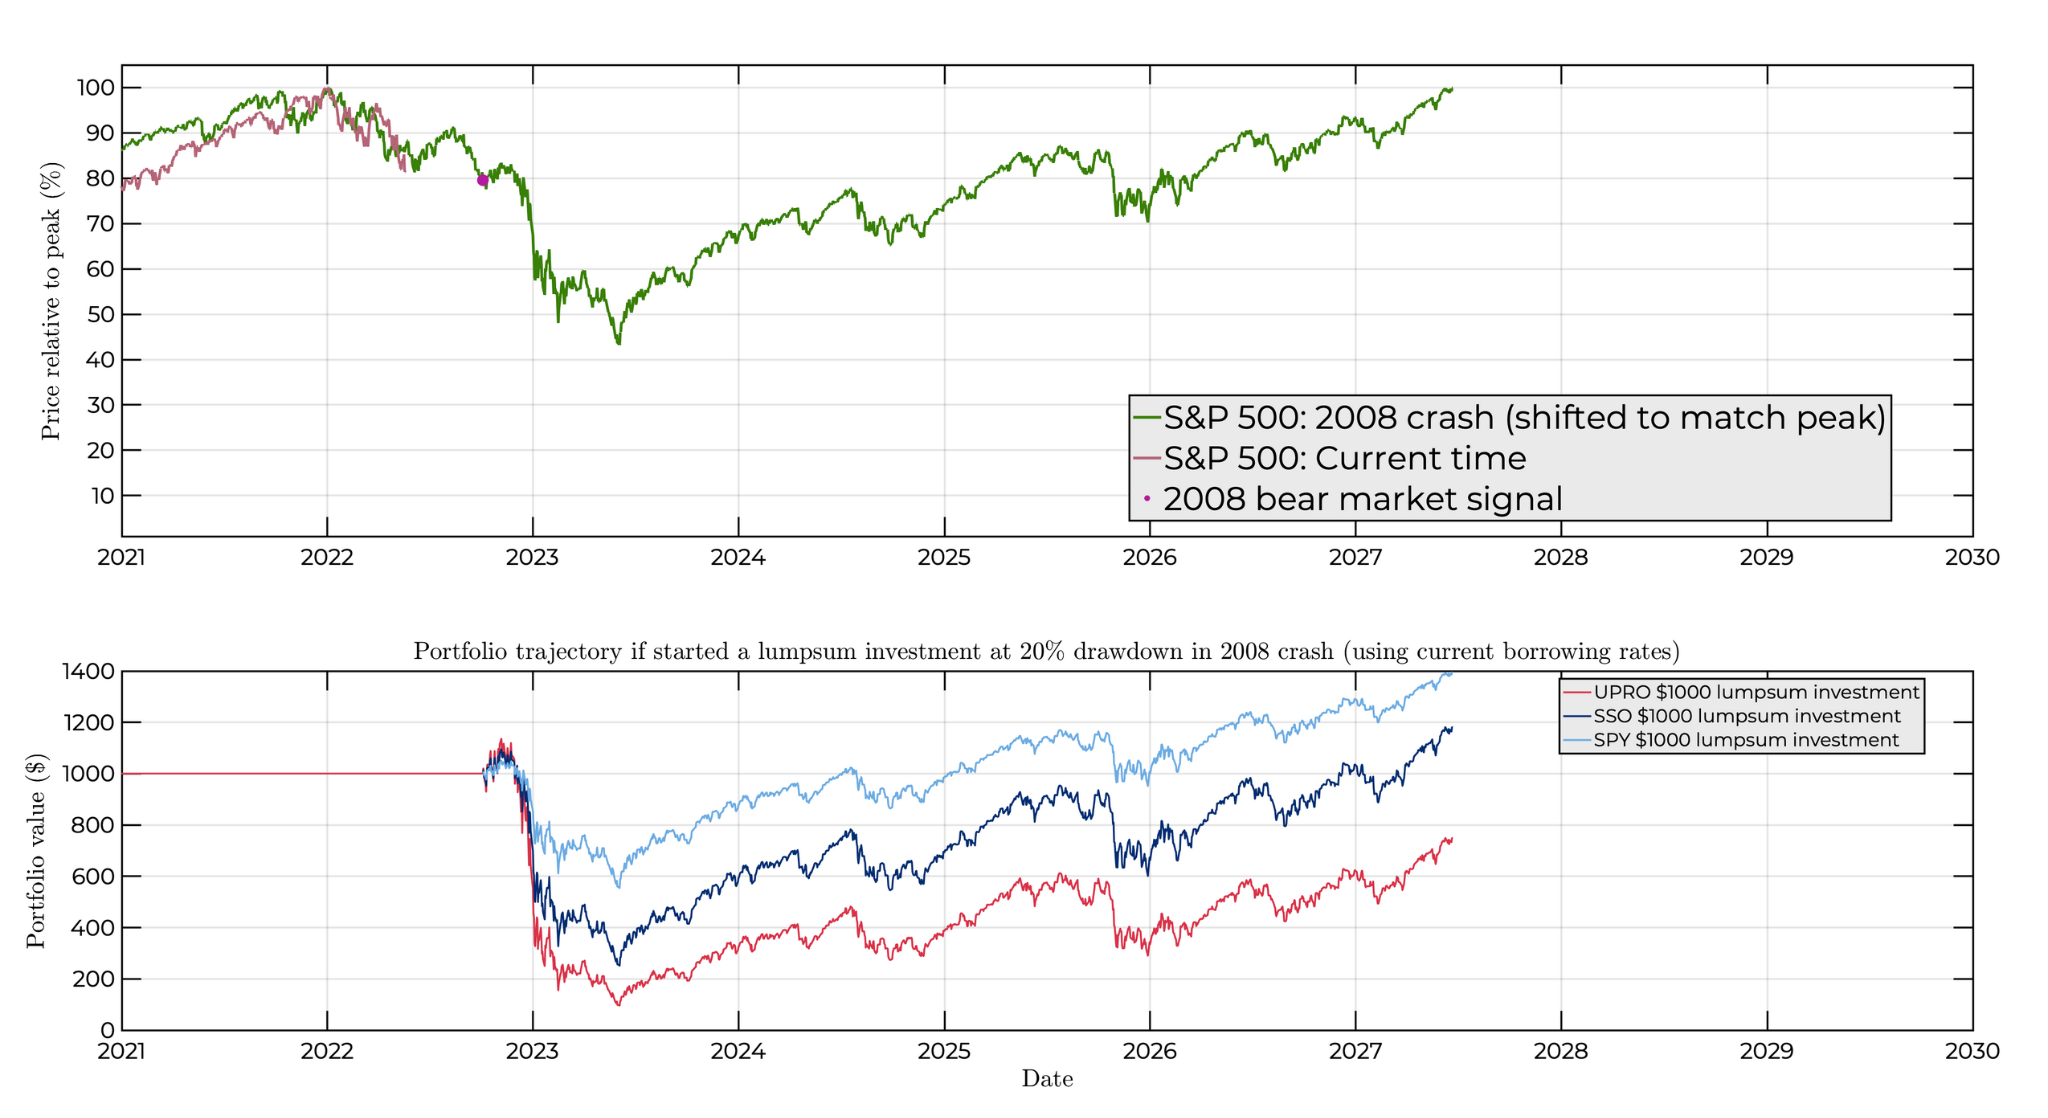 Price relative to peak (%)
100
90
80
70
60
50
40
30
20
10
2021 2022 2023 2024 2025 2026 2027 2028 2029 2030
S&P 500: 2008 crash (shifted to match peak)
S&P 500: Current time
2008 bear market signal
Portfolio trajectory if started a lumpsum investment at 20% drawdown in 2008 crash (using current borrowing rates)
Portfolio value ($)
1400
1200
1000
800
600
400
200
0
UPRO $1000 lumpsum investment
SSO $1000 lumpsum investment
SPY $1000 lumpsum investment
2021 2022 2023 2024 2025 2026 2027 2028 2029 2030
Date